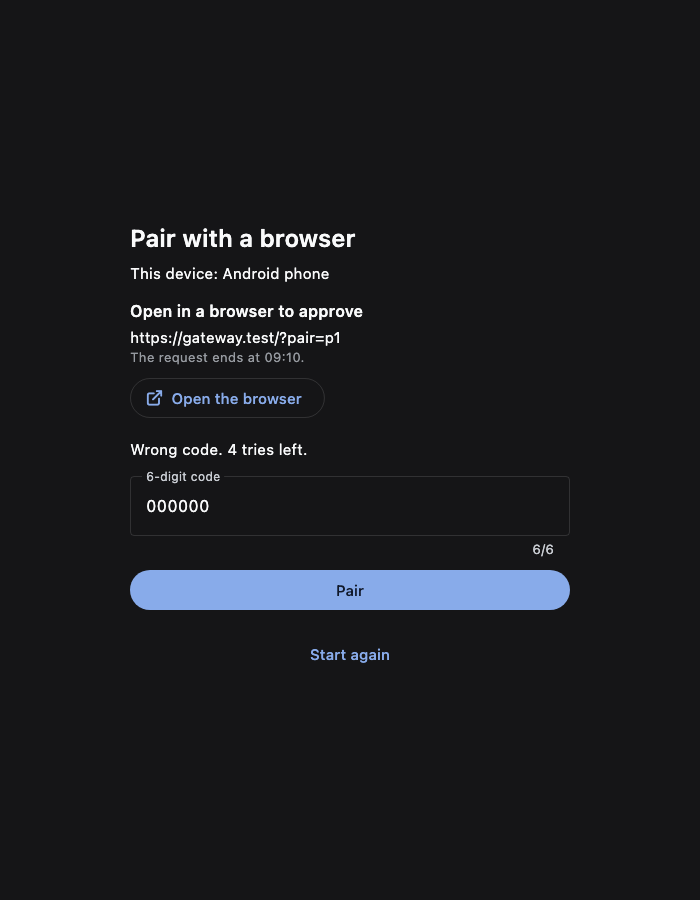 Pair with a browser
This device: Android phone
Open in a browser to approve
https://gateway.test/?pair=p1
The request ends at 09:10.
Open the browser
Wrong code. 4 tries left.
6-digit code
000000
6/6
Pair
Start again